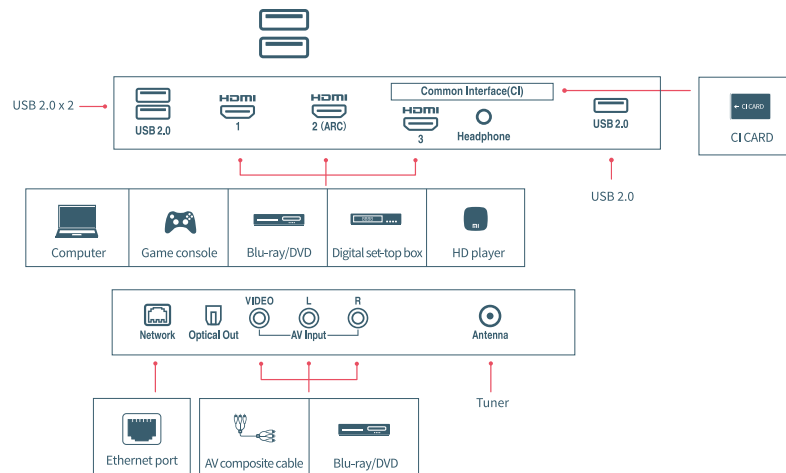 USB 2.0 x 2
USB 2.0
HDMI
1
HDMI
2 (ARC)
HDMI
3
Common Interface(CI)
Headphone
USB 2.0
CI CARD
CI CARD
USB 2.0
Computer
Game console
Blu-ray/DVD
Digital set-top box
HD player
Network
Optical Out
VIDEO
L
R
AV Input
Antenna
Tuner
Ethernet port
AV composite cable
Blu-ray/DVD